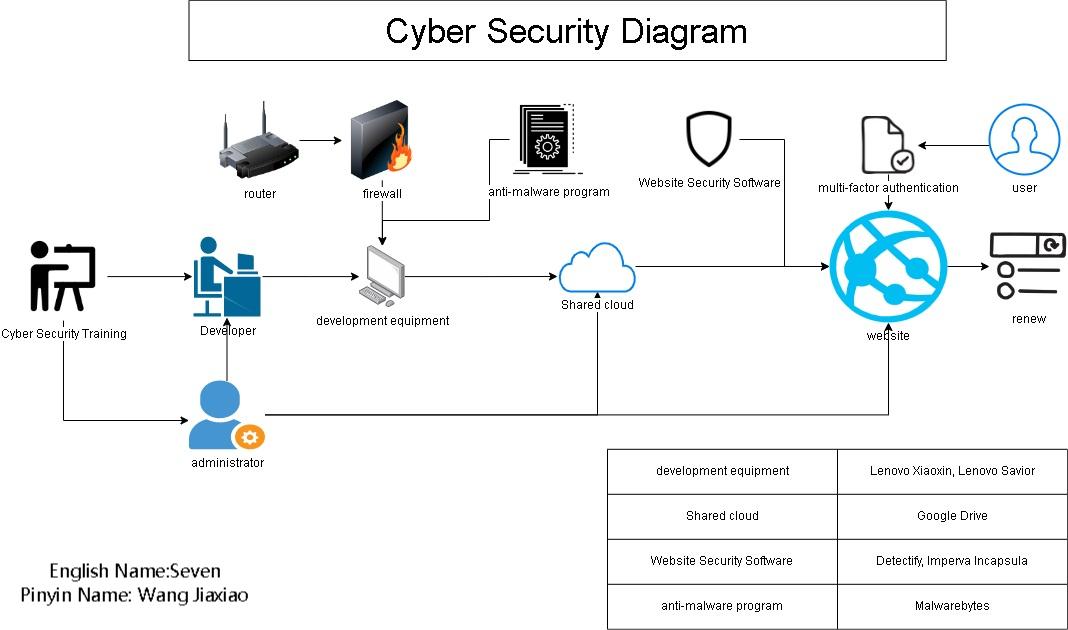 Cyber Security Diagram
router
firewall
anti-malware program
Website Security Software
multi-factor authentication
user
Cyber Security Training
Developer
development equipment
Shared cloud
website
renew
administrator
development equipment
Lenovo Xiaoxin, Lenovo Savior
Shared cloud
Google Drive
Website Security Software
Detectify, Imperva Incapsula
anti-malware program
Malwarebytes
English Name:Seven
Pinyin Name: Wang Jiaxiao